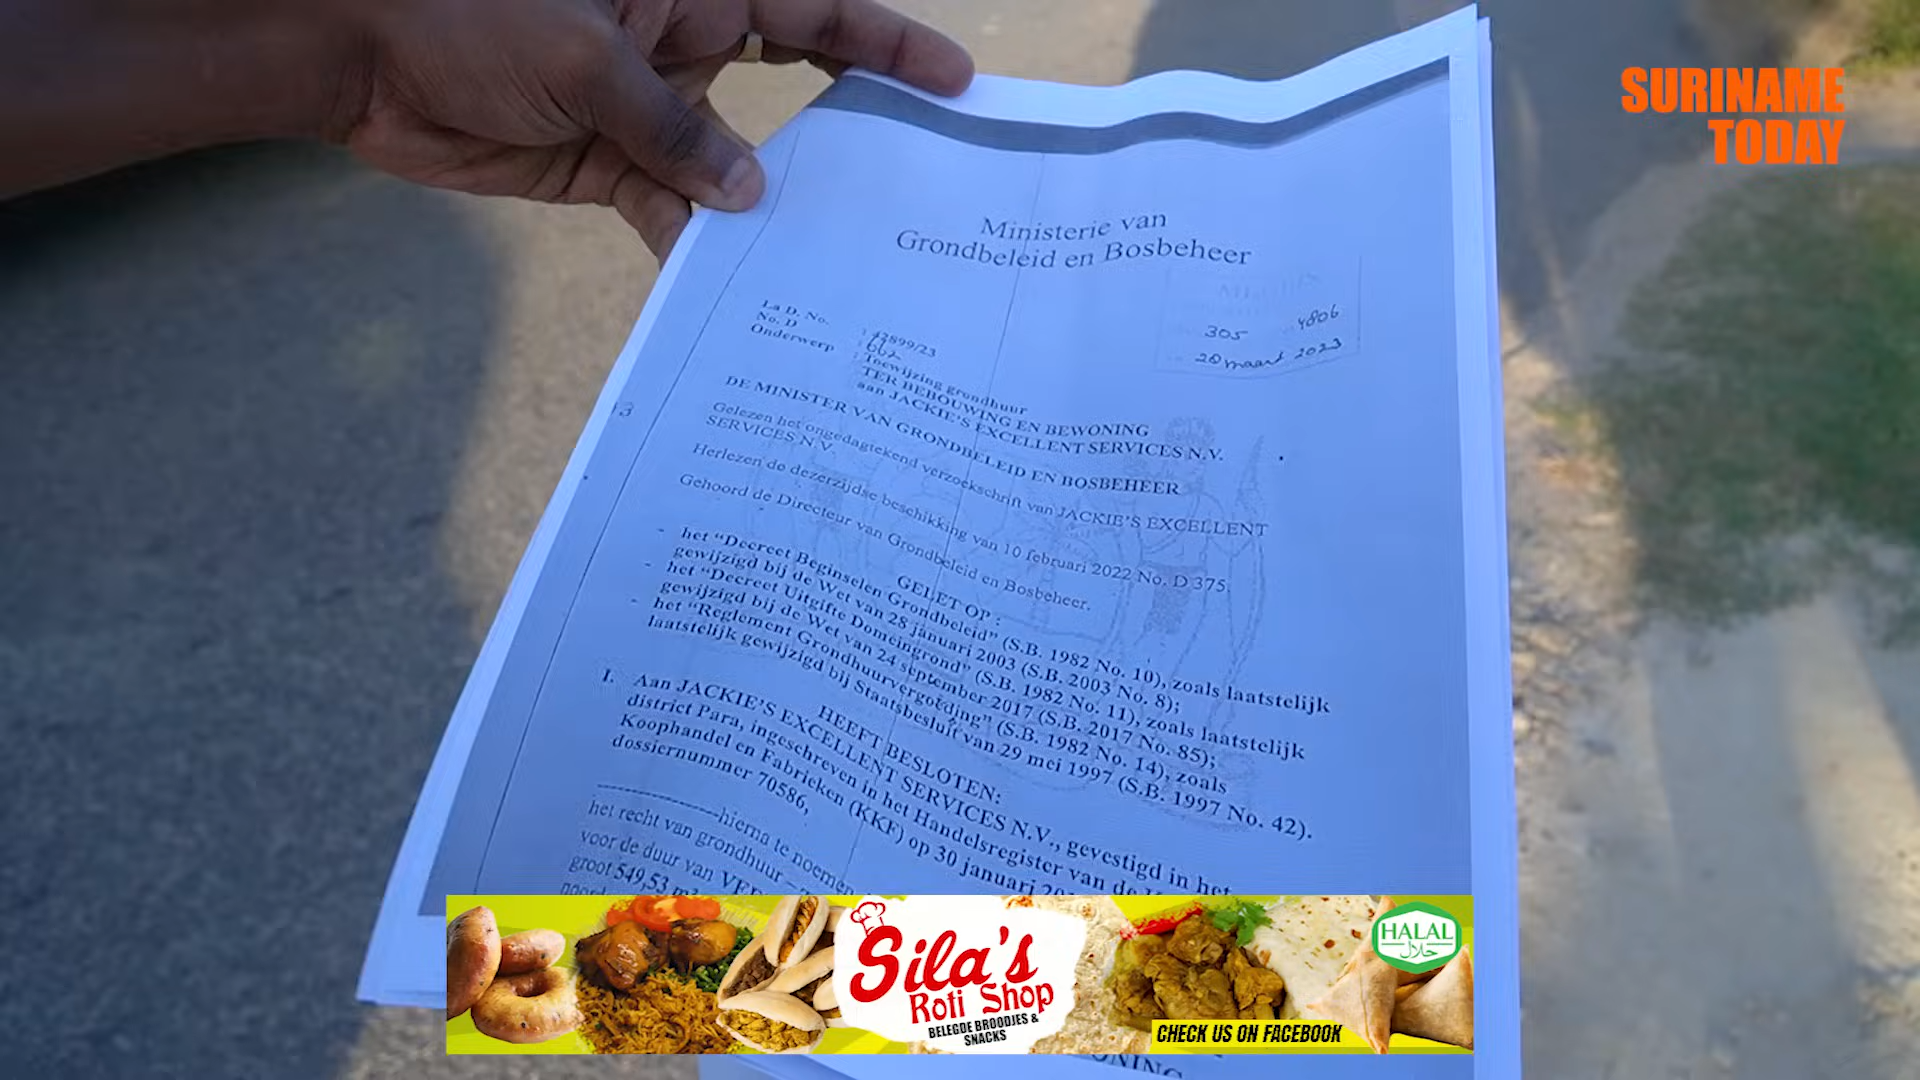 SURINAME
TODAY
Ministerie van
Grondbeleid en Bosbeheer
305 4806
20 maart 2023
La D. No. : 42899/23
No. D : 662
Onderwerp : Toewijzing grondhuur
TER BEBOUWING EN BEWONING
aan JACKIE'S EXCELLENT SERVICES N.V.
DE MINISTER VAN GRONDBELEID EN BOSBEHEER
Gelezen het ongedagtekend verzoekschrift van JACKIE'S EXCELLENT
SERVICES N.V.
Herlezen de dezerzijdse beschikking van 10 februari 2022 No. D 375.
Gehoord de Directeur van Grondbeleid en Bosbeheer.
GELET OP :
- het "Decreet Beginselen Grondbeleid" (S.B. 1982 No. 10), zoals laatstelijk
gewijzigd bij de Wet van 28 januari 2003 (S.B. 2003 No. 8);
- het "Decreet Uitgifte Domeingrond" (S.B. 1982 No. 11), zoals laatstelijk
gewijzigd bij de Wet van 24 september 2017 (S.B. 2017 No. 85);
- het "Reglement Grondhuurvergoeding" (S.B. 1982 No. 14), zoals
laatstelijk gewijzigd bij Staatsbesluit van 29 mei 1997 (S.B. 1997 No. 42).
HEEFT BESLOTEN:
I. Aan JACKIE'S EXCELLENT SERVICES N.V., gevestigd in het
district Para, ingeschreven in het Handelsregister van de
Koophandel en Fabrieken (KKF) op 30 januari
dossiernummer 70586,
hierna te noemen
het recht van grondhuur
voor de duur van
groot 549,53
Sila's
Roti Shop
BELEGDE BROODJES &
SNACKS
HALAL
حلال
CHECK US ON FACEBOOK